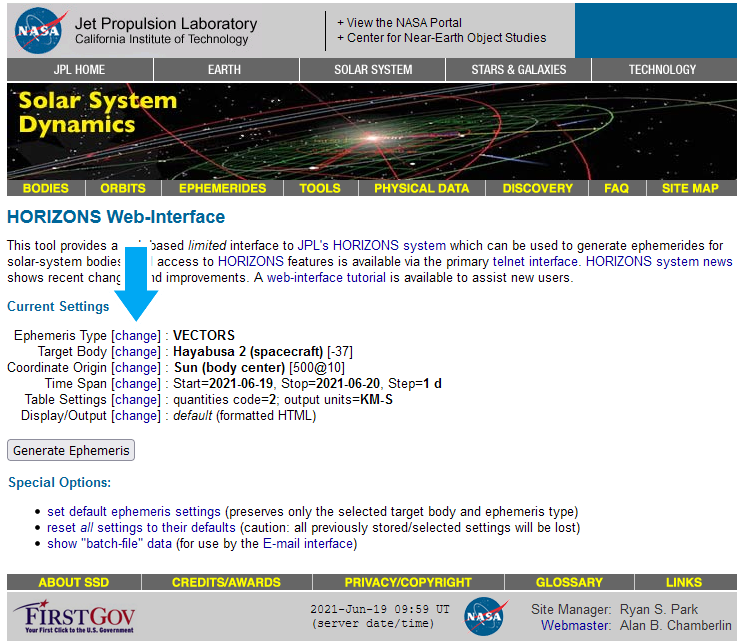 NASA
Jet Propulsion Laboratory
California Institute of Technology
+ View the NASA Portal
+ Center for Near-Earth Object Studies
JPL HOME EARTH SOLAR SYSTEM STARS & GALAXIES TECHNOLOGY
Solar System
Dynamics
BODIES ORBITS EPHEMERIDES TOOLS PHYSICAL DATA DISCOVERY FAQ SITE MAP
HORIZONS Web-Interface
This tool provides a based limited interface to JPL's HORIZONS system which can be used to generate ephemerides for
solar-system bodies access to HORIZONS features is available via the primary telnet interface. HORIZONS system news
shows recent chang nd improvements. A web-interface tutorial is available to assist new users.
Current Settings
Ephemeris Type [change] : VECTORS
Target Body [change] : Hayabusa 2 (spacecraft) [-37]
Coordinate Origin [change] : Sun (body center) [500@10]
Time Span [change] : Start=2021-06-19, Stop=2021-06-20, Step=1 d
Table Settings [change] : quantities code=2; output units=KM-S
Display/Output [change] : default (formatted HTML)
Generate Ephemeris
Special Options:
• set default ephemeris settings (preserves only the selected target body and ephemeris type)
• reset all settings to their defaults (caution: all previously stored/selected settings will be lost)
• show "batch-file" data (for use by the E-mail interface)
ABOUT SSD CREDITS/AWARDS PRIVACY/COPYRIGHT GLOSSARY LINKS
FIRSTGOV
Your First Click to the U.S. Government
2021-Jun-19 09:59 UT
(server date/time)
NASA
Site Manager: Ryan S. Park
Webmaster: Alan B. Chamberlin